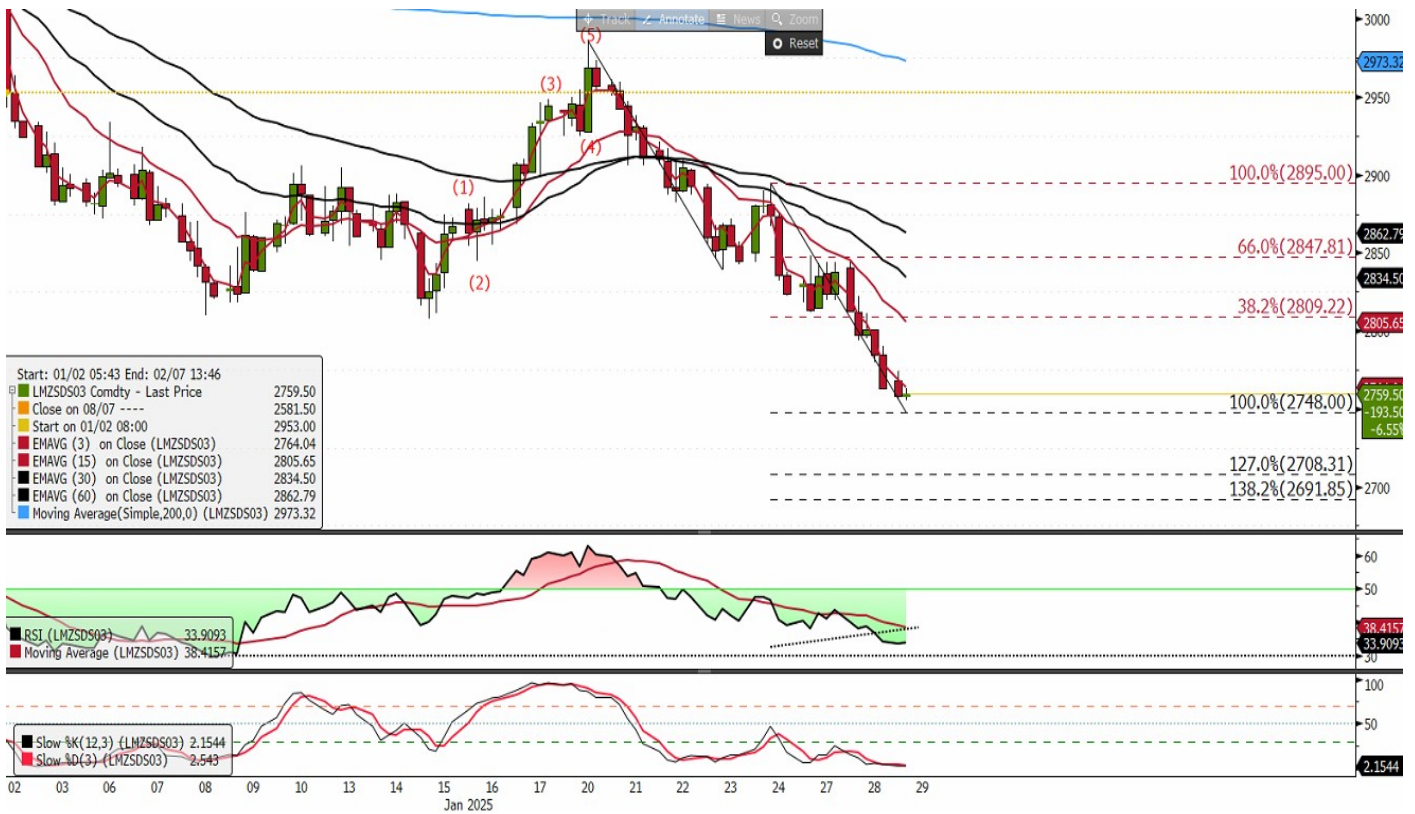 Track Annotate News Zoom
Reset
3000
2973.32
2950
2900
2862.79
2850
2834.50
2805.65
2800
2759.50
-193.50
-6.55%
2700
(1)
(2)
(3)
(4)
(5)
100.0%(2895.00)
66.0%(2847.81)
38.2%(2809.22)
100.0%(2748.00)
127.0%(2708.31)
138.2%(2691.85)
Start: 01/02 05:43 End: 02/07 13:46
LMZSDS03 Comdty - Last Price 2759.50
Close on 08/07 ---- 2581.50
Start on 01/02 08:00 2953.00
EMAVG (3) on Close (LMZSDS03) 2764.04
EMAVG (15) on Close (LMZSDS03) 2805.65
EMAVG (30) on Close (LMZSDS03) 2834.50
EMAVG (60) on Close (LMZSDS03) 2862.79
Moving Average(Simple,200,0) (LMZSDS03) 2973.32
60
50
38.4157
33.9093
30
RSI (LMZSDS03) 33.9093
Moving Average (LMZSDS03) 38.4157
100
50
2.1544
Slow %K(12,3) (LMZSDS03) 2.1544
Slow %D(3) (LMZSDS03) 2.543
02 03 06 07 08 09 10 13 14 15 16 17 20 21 22 23 24 27 28 29
Jan 2025